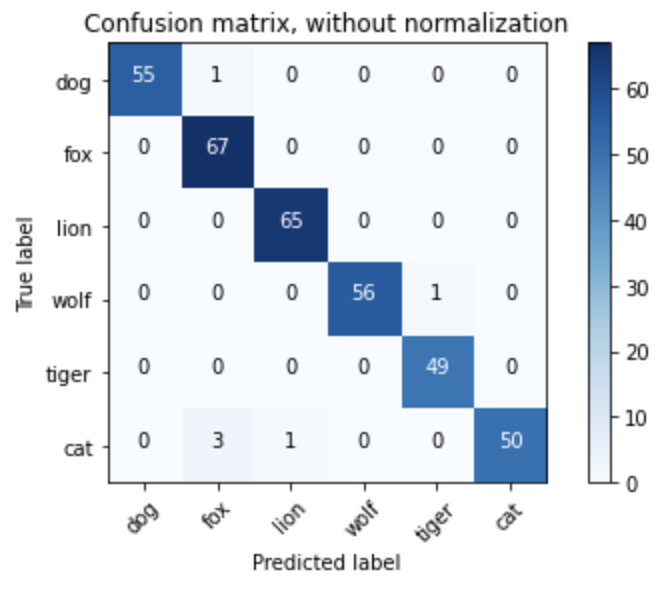 Confusion matrix, without normalization
dog 55 1 0 0 0 0
fox 0 67 0 0 0 0
lion 0 0 65 0 0 0
wolf 0 0 0 56 1 0
tiger 0 0 0 0 49 0
cat 0 3 1 0 0 50
dog fox lion wolf tiger cat
Predicted label
True label
60
50
40
30
20
10
0